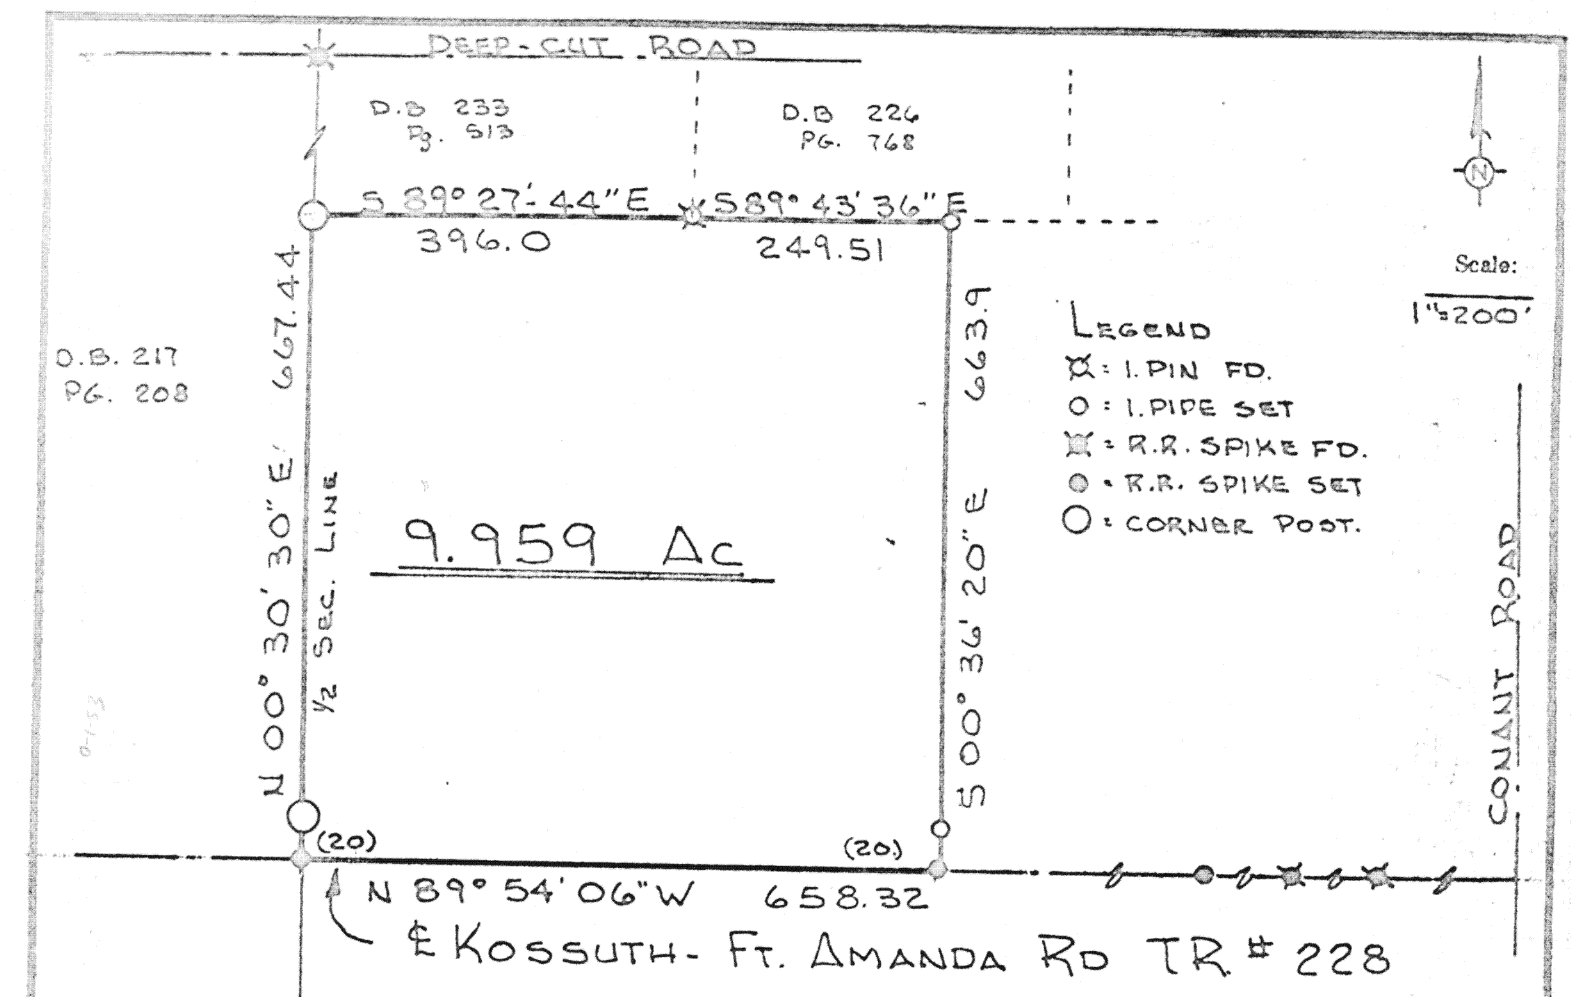 DEEP-CUT ROAD
D.B 233
Pg. 513
D.B 226
PG. 768
N
S 89° 27' 44" E
S 89° 43' 36" E
396.0
249.51
Scale:
1"=200'
N 00° 30' 30" E 667.44
1/2 SEC. LINE
S 00° 36' 20" E 663.9
D.B. 217
PG. 208
LEGEND
: I. PIN FD.
: I. PIPE SET
: R.R. SPIKE FD.
: R.R. SPIKE SET
: CORNER POST.
9.959 AC
CONANT ROAD
(20)
(20)
N 89° 54' 06" W 658.32
℄ KOSSUTH - FT. AMANDA RD TR # 228